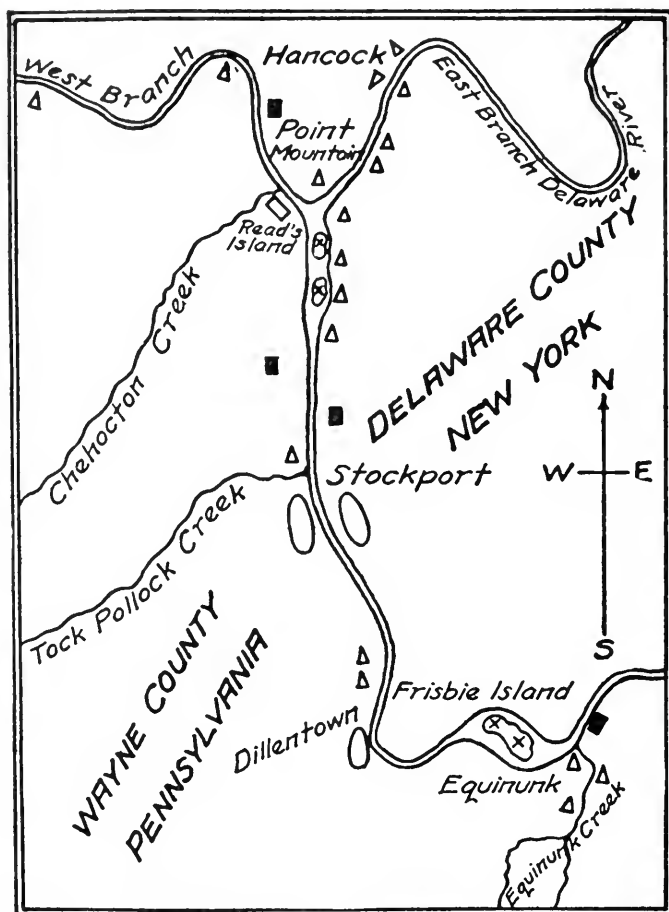 West Branch
Hancock
East Branch Delaware
River
Point
Mountain
Read's
Island
Chehocton Creek
DELAWARE COUNTY
NEW YORK
N
W E
S
Stockport
Tock Pollock Creek
WAYNE COUNTY
PENNSYLVANIA
Frisbie Island
Dillentown
Equinunk
Equinunk Creek